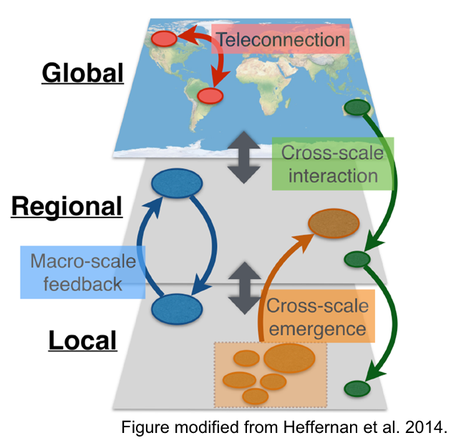 Teleconnection
Global
Cross-scale
interaction
Regional
Macro-scale
feedback
Cross-scale
emergence
Local
Figure modified from Heffernan et al. 2014.